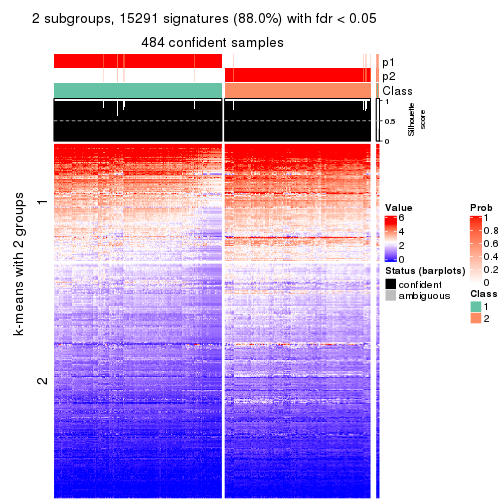 2 subgroups, 15291 signatures (88.0%) with fdr < 0.05
484 confident samples
p1
p2
Class
1
0.5
0
Silhouette
score
k-means with 2 groups
1
2
Value
6
4
2
0
Status (barplots)
confident
ambiguous
Prob
1
0.8
0.6
0.4
0.2
0
Class
1
2